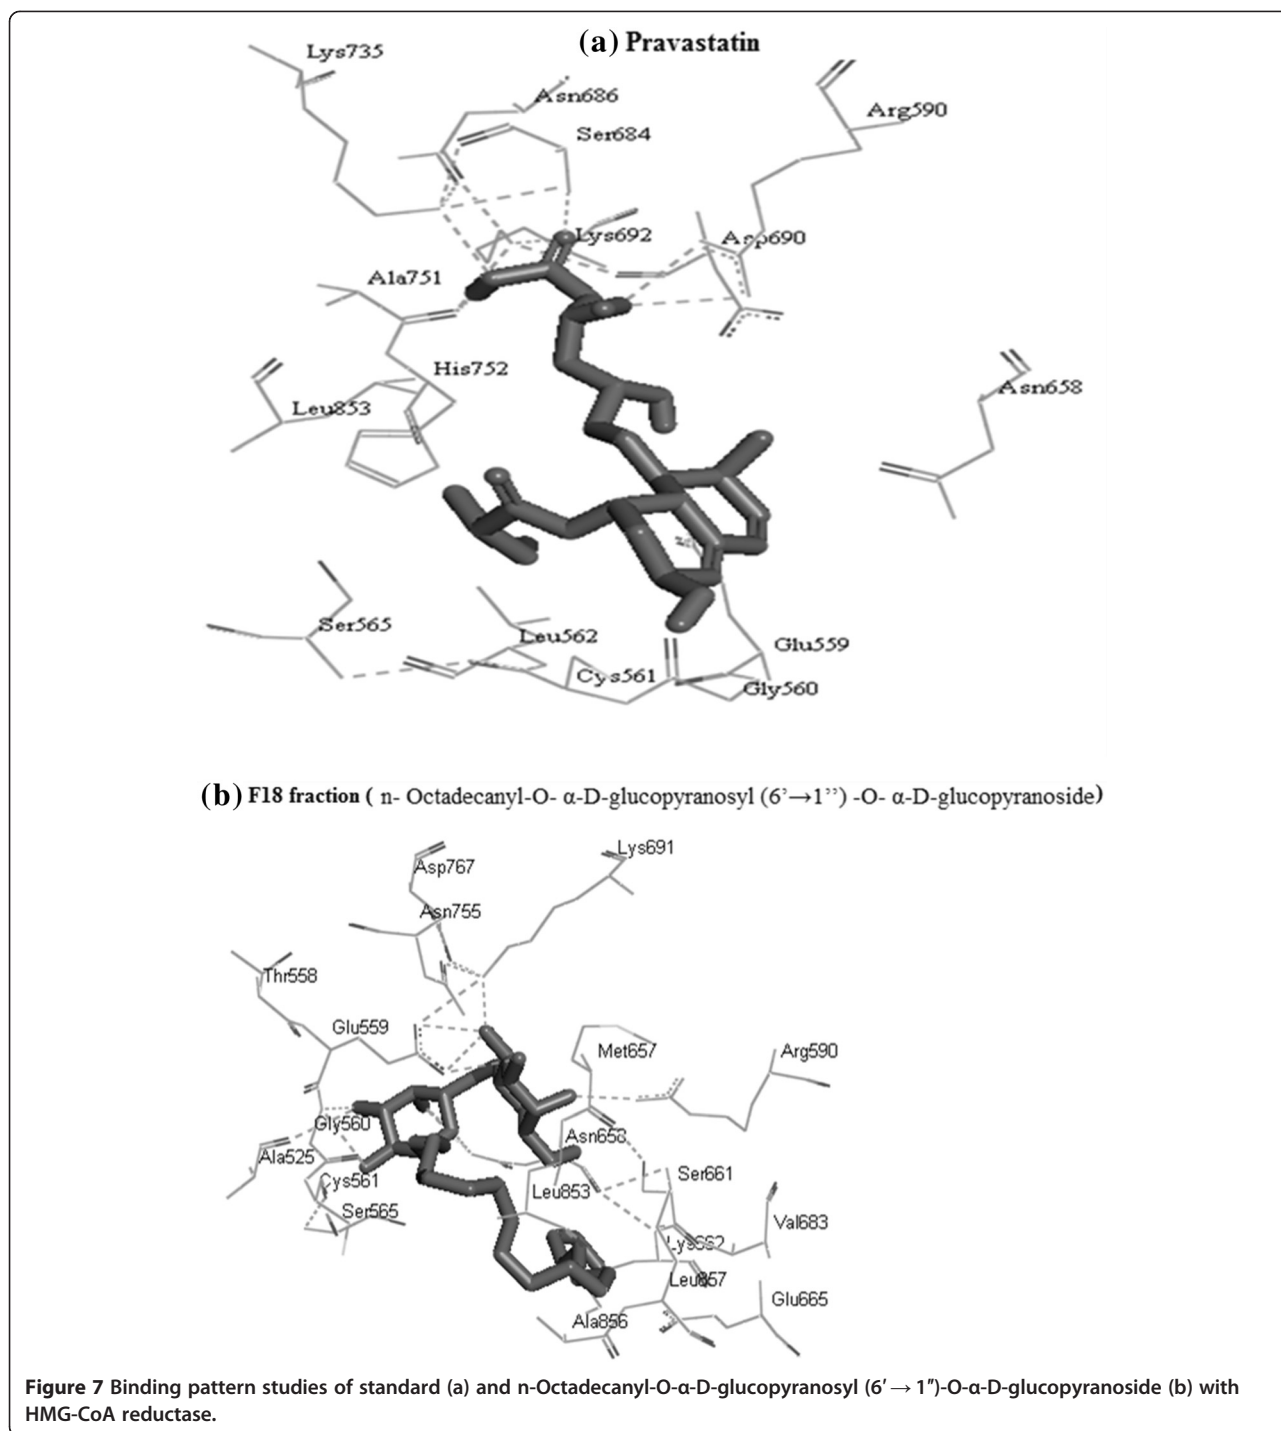 (a) Pravastatin
Lys735
Asn686
Arg590
Ser684
Lys692
Asp690
Ala751
His752
Asn658
Leu853
Ser565
Leu562
Glu559
Cys561
Gly560
(b) F18 fraction ( n- Octadecanyl-O- α-D-glucopyranosyl (6’→1’’) -O- α-D-glucopyranoside)
Lys691
Asp767
Asn755
Thr558
Glu559
Met657
Arg590
Gly560
Asn658
Ala525
Cys561
Leu853
Ser661
Ser565
Val683
Leu857
Glu665
Ala856
Figure 7 Binding pattern studies of standard (a) and n-Octadecanyl-O-α-D-glucopyranosyl (6′ → 1″)-O-α-D-glucopyranoside (b) with
HMG-CoA reductase.